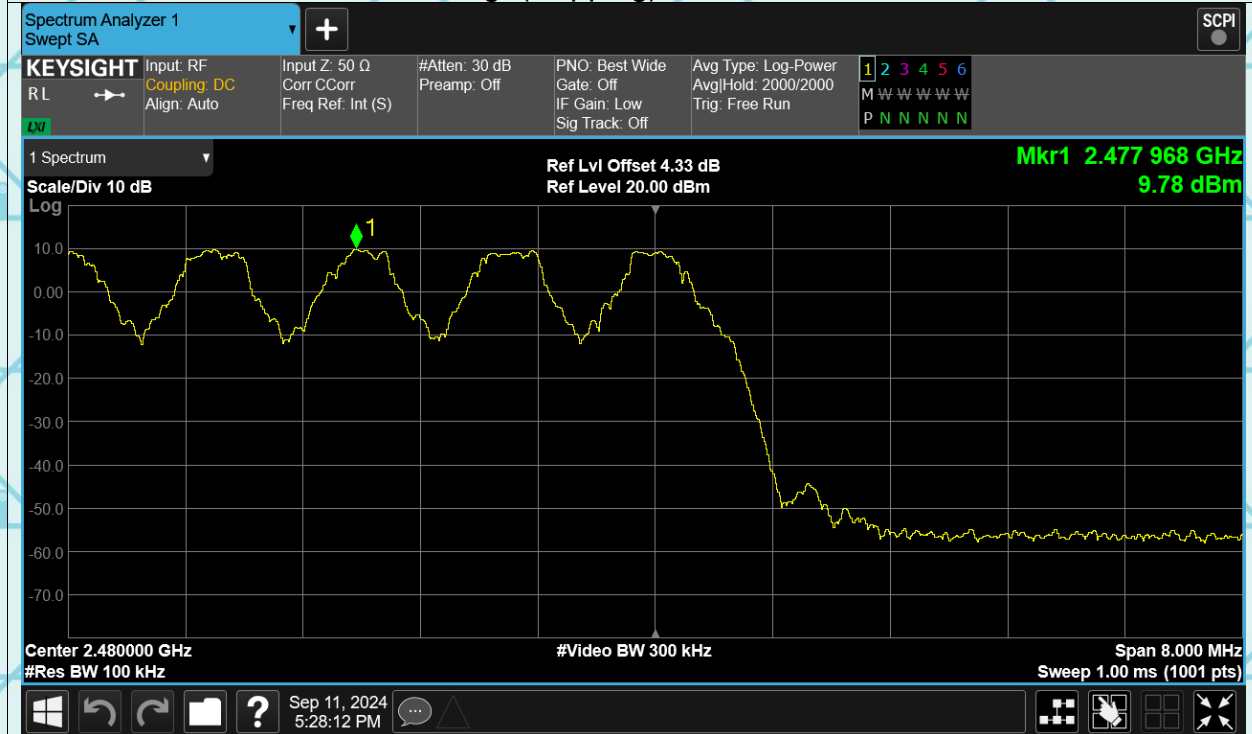 Spectrum Analyzer 1
Swept SA
SCPI
KEYSIGHT
R L
LXI
Input: RF
Coupling: DC
Align: Auto
Input Z: 50 Ω
Corr CCorr
Freq Ref: Int (S)
#Atten: 30 dB
Preamp: Off
PNO: Best Wide
Gate: Off
IF Gain: Low
Sig Track: Off
Avg Type: Log-Power
Avg|Hold: 2000/2000
Trig: Free Run
1 2 3 4 5 6
M W W W W W
P N N N N N
1 Spectrum
Scale/Div 10 dB
Ref Lvl Offset 4.33 dB
Ref Level 20.00 dBm
Mkr1 2.477 968 GHz
9.78 dBm
Log
1
10.0
0.00
-10.0
-20.0
-30.0
-40.0
-50.0
-60.0
-70.0
Center 2.480000 GHz
#Video BW 300 kHz
Span 8.000 MHz
#Res BW 100 kHz
Sweep 1.00 ms (1001 pts)
?
Sep 11, 2024
5:28:12 PM